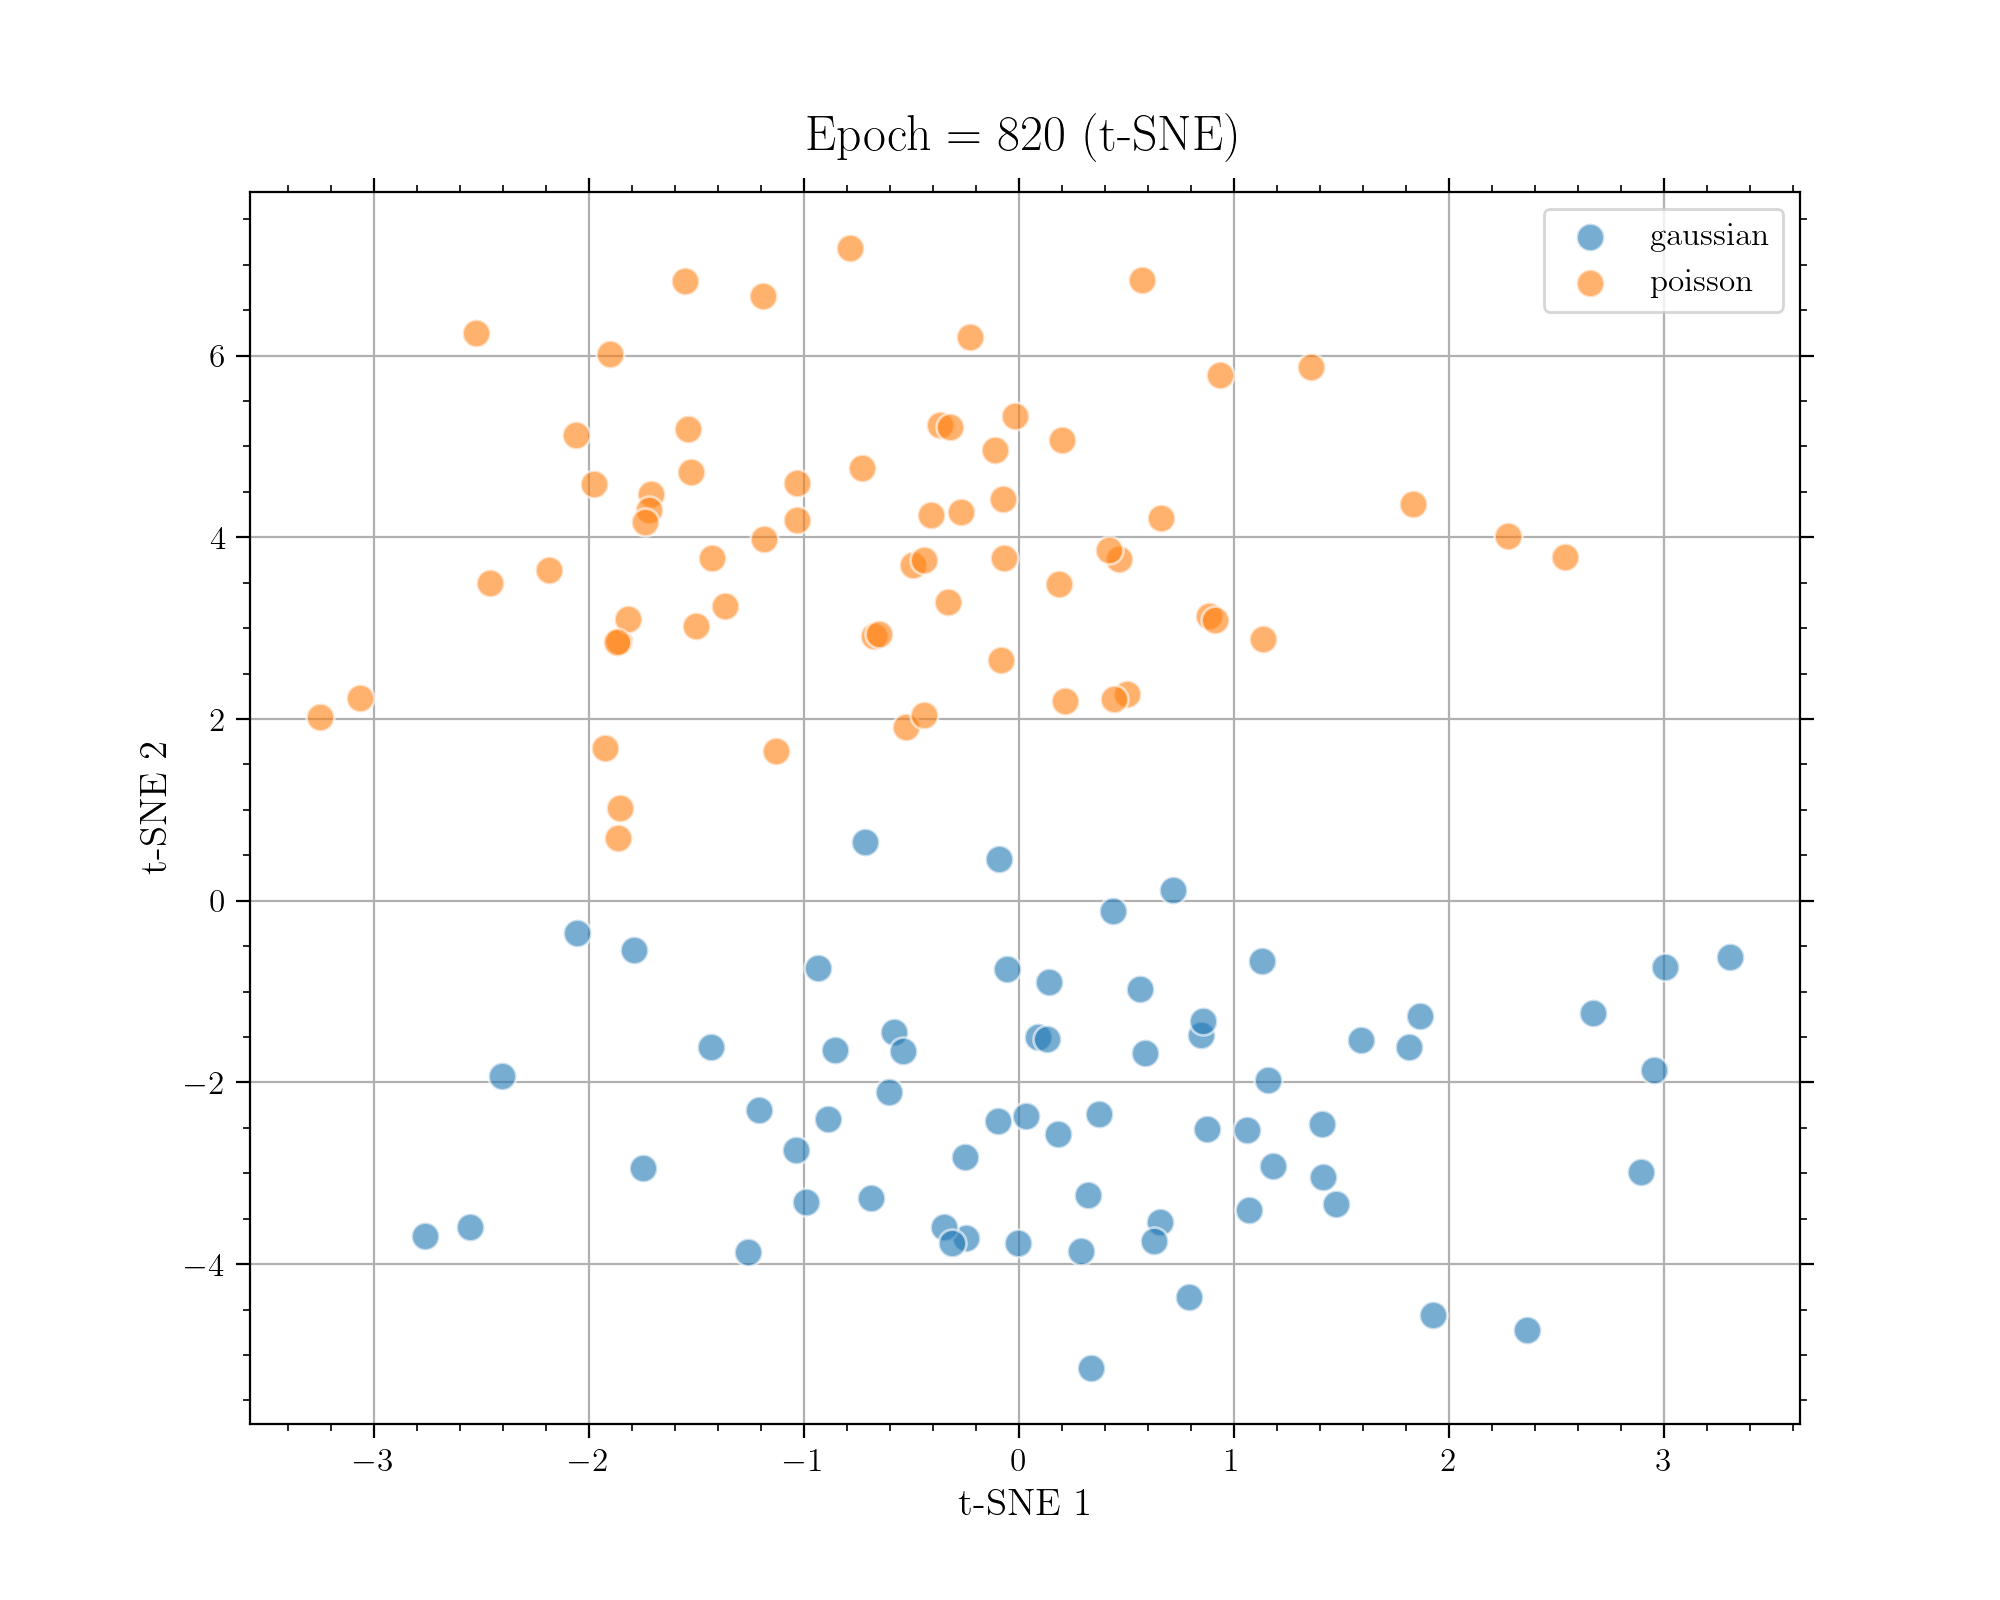 Epoch = 820 (t-SNE)
gaussian
poisson
6
4
2
0
−2
−4
t-SNE 2
−3 −2 −1 0 1 2 3
t-SNE 1